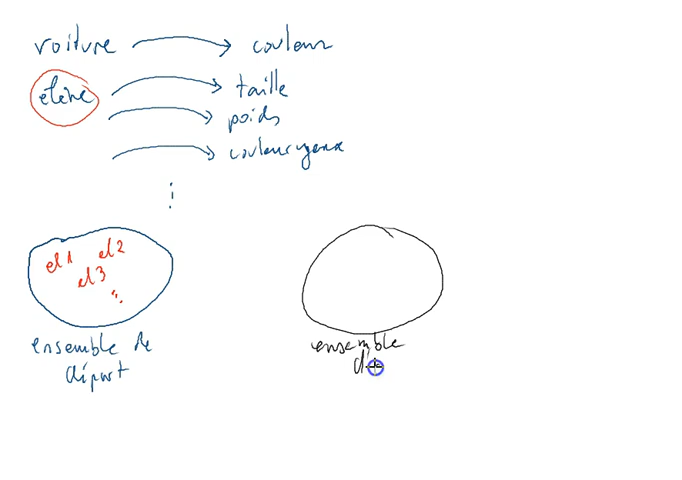 voiture couleur
élève taille
poids
couleur yeux
el1 el2
el3
ensemble de
départ
ensemble
d'